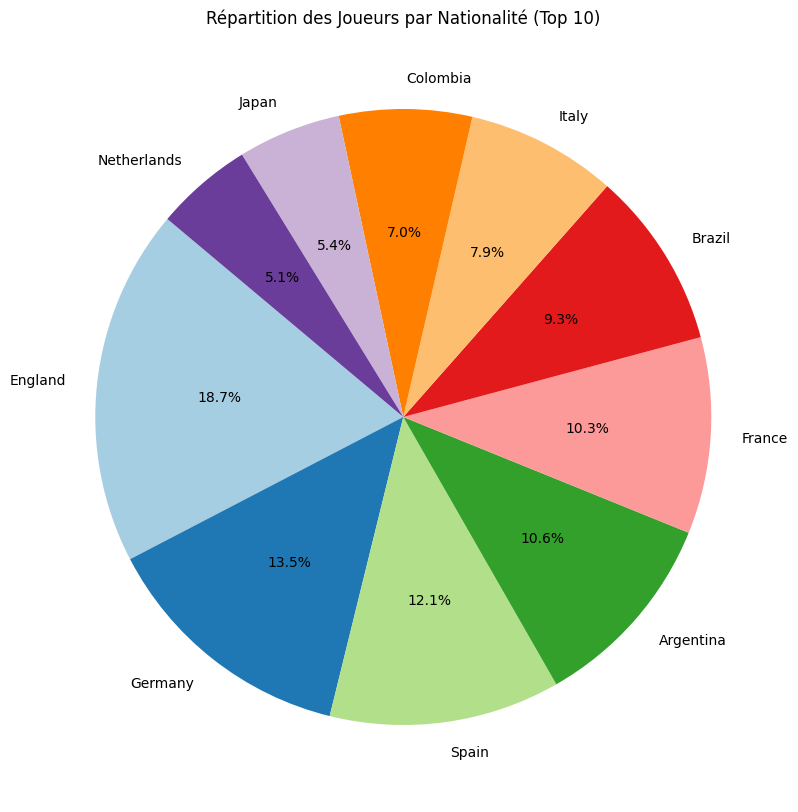 Répartition des Joueurs par Nationalité (Top 10)
Colombia
Japan
Italy
Netherlands
Brazil
7.0%
5.4%
7.9%
5.1%
9.3%
England
18.7%
10.3%
France
10.6%
13.5%
12.1%
Argentina
Germany
Spain